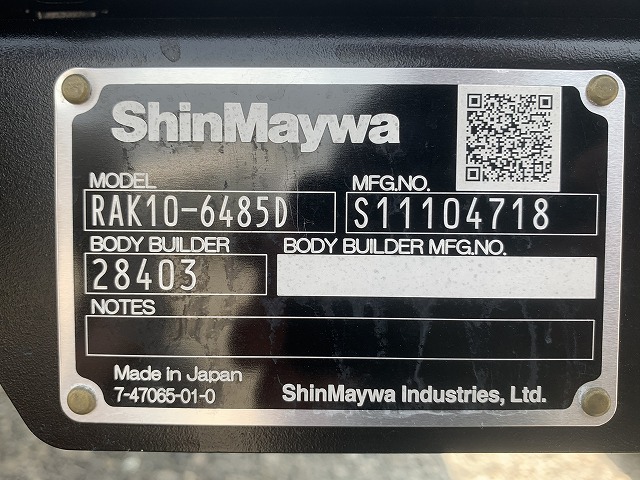 ShinMaywa
MODEL MFG.NO.
RAK10-6485D S11104718
BODY BUILDER BODY BUILDER MFG.NO.
28403
NOTES
Made in Japan
7-47065-01-0 ShinMaywa Industries, Ltd.